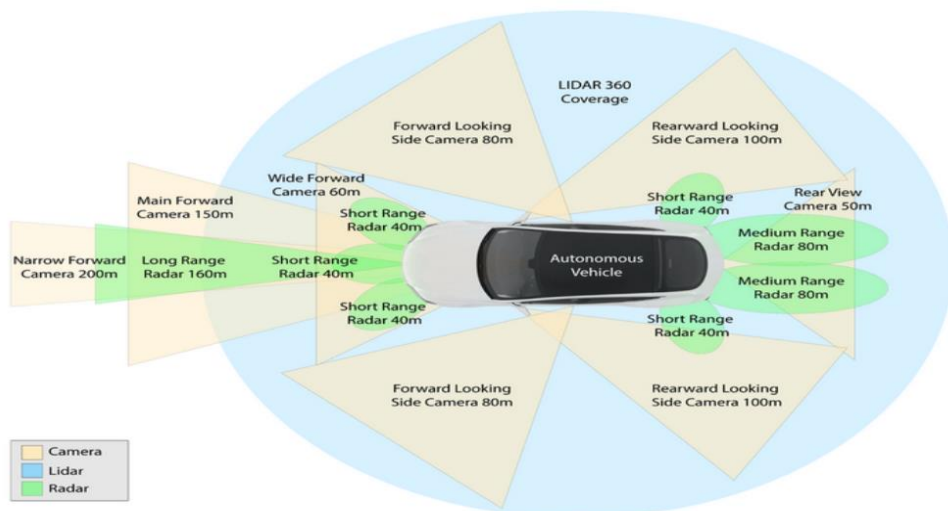 LIDAR 360
Coverage
Forward Looking
Side Camera 80m
Rearward Looking
Side Camera 100m
Wide Forward
Camera 60m
Main Forward
Camera 150m
Short Range
Radar 40m
Short Range
Radar 40m
Rear View
Camera 50m
Medium Range
Radar 80m
Narrow Forward
Camera 200m
Long Range
Radar 160m
Short Range
Radar 40m
Autonomous
Vehicle
Medium Range
Radar 80m
Short Range
Radar 40m
Short Range
Radar 40m
Forward Looking
Side Camera 80m
Rearward Looking
Side Camera 100m
Camera
Lidar
Radar